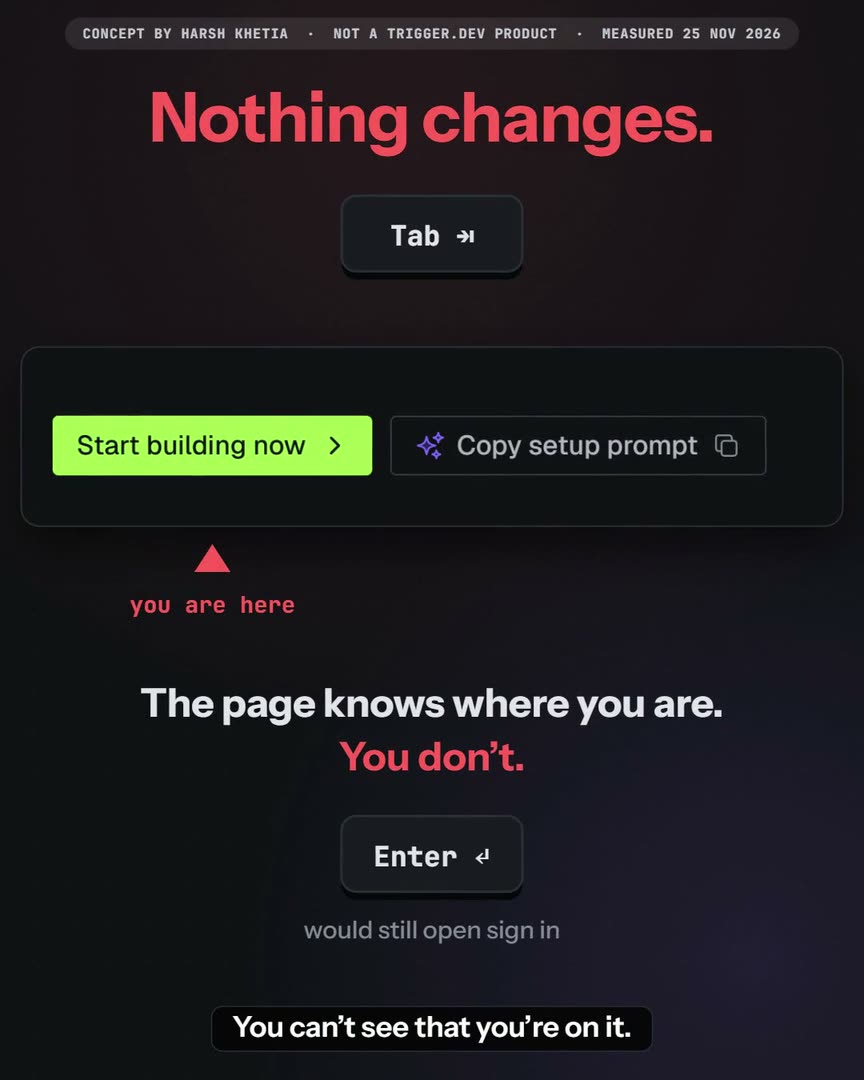 CONCEPT BY HARSH KHETIA · NOT A TRIGGER.DEV PRODUCT · MEASURED 25 NOV 2026
Nothing changes.
Tab ⇥
Start building now
Copy setup prompt
you are here
The page knows where you are.
You don’t.
Enter ↵
would still open sign in
You can’t see that you’re on it.